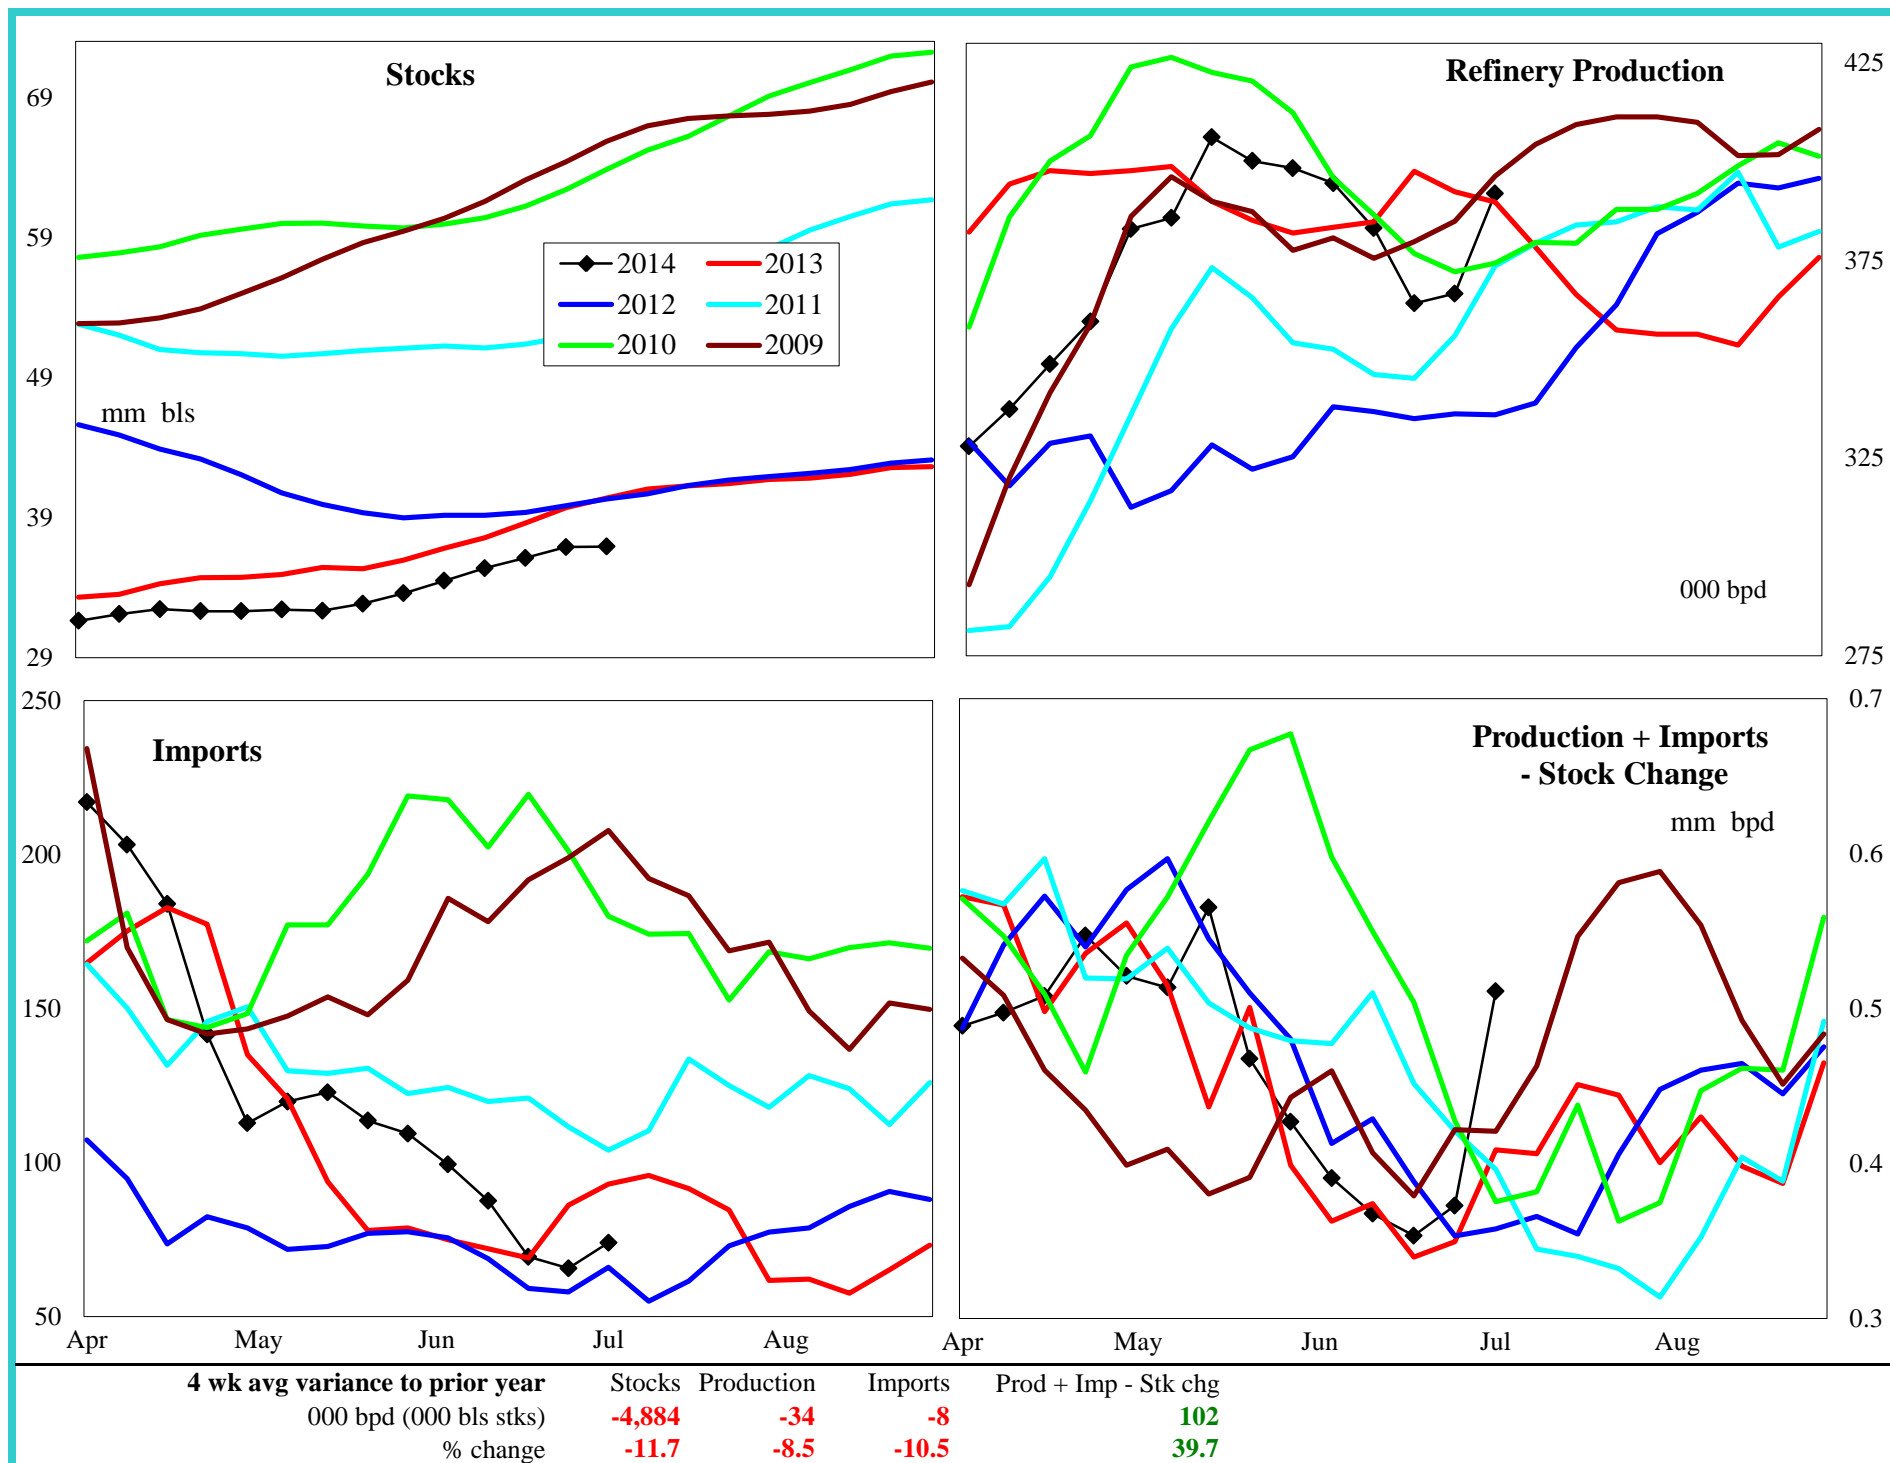 Stocks
69
59
49
39
29
mm bls
2014 2013
2012 2011
2010 2009
Refinery Production
425
375
325
275
000 bpd
Imports
250
200
150
100
50
Apr May Jun Jul Aug
Production + Imports
- Stock Change
mm bpd
0.7
0.6
0.5
0.4
0.3
Apr May Jun Jul Aug
4 wk avg variance to prior year Stocks Production Imports Prod + Imp - Stk chg
000 bpd (000 bls stks) -4,884 -34 -8 102
% change -11.7 -8.5 -10.5 39.7